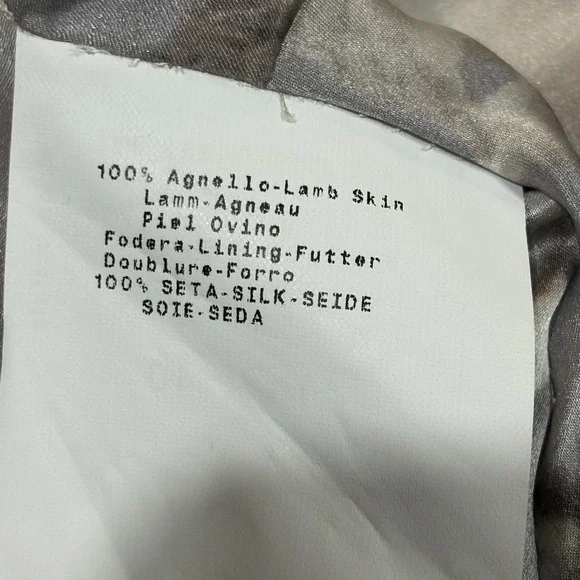 100% Agnello-Lamb Skin
Lamm-Agneau
Piel Ovino
Fodera-Lining-Futter
Doublure-Forro
100% SETA-SILK-SEIDE
SOIE-SEDA